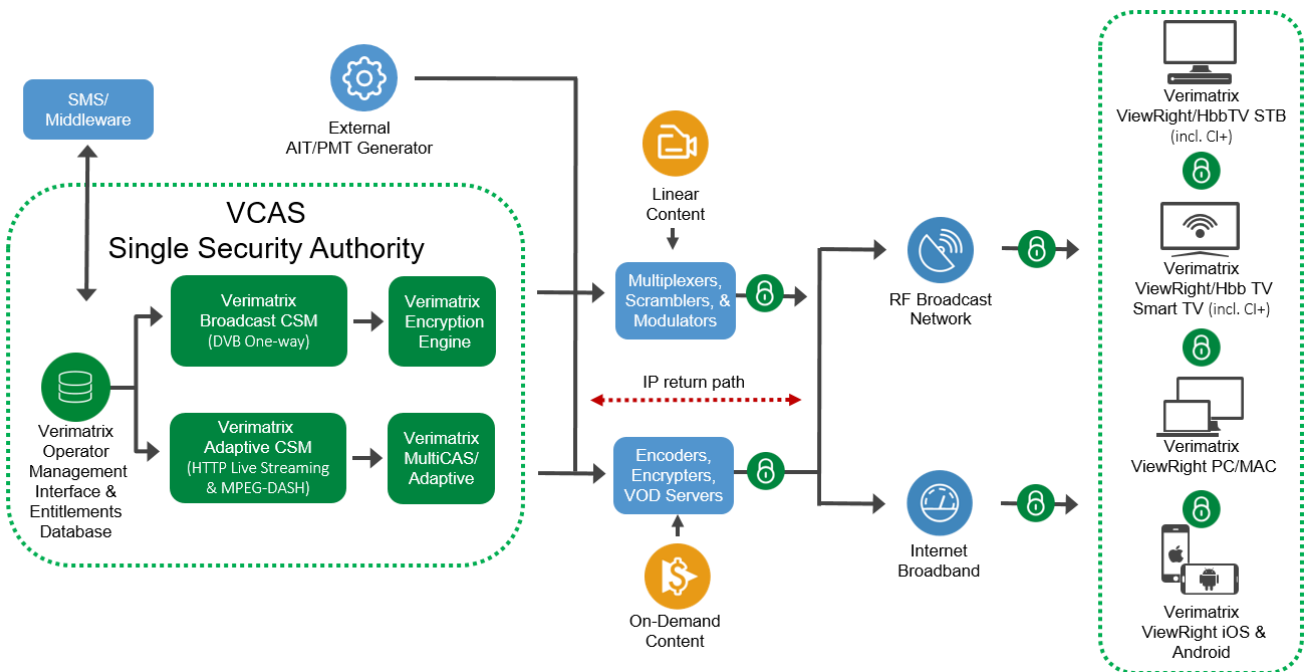 SMS/
Middleware
External
AIT/PMT Generator
Linear
Content
VCAS
Single Security Authority
Verimatrix
Broadcast CSM
(DVB One-way)
Verimatrix
Encryption
Engine
Verimatrix
Operator
Management
Interface &
Entitlements
Database
Verimatrix
Adaptive CSM
(HTTP Live Streaming
& MPEG-DASH)
Verimatrix
MultiCAS/
Adaptive
Multiplexers,
Scramblers, &
Modulators
IP return path
Encoders,
Encrypters,
VOD Servers
$
On-Demand
Content
RF Broadcast
Network
Internet
Broadband
Verimatrix
ViewRight/HbbTV STB
(incl. CI+)
Verimatrix
ViewRight/Hbb TV
Smart TV (incl. CI+)
Verimatrix
ViewRight PC/MAC
Verimatrix
ViewRight iOS &
Android